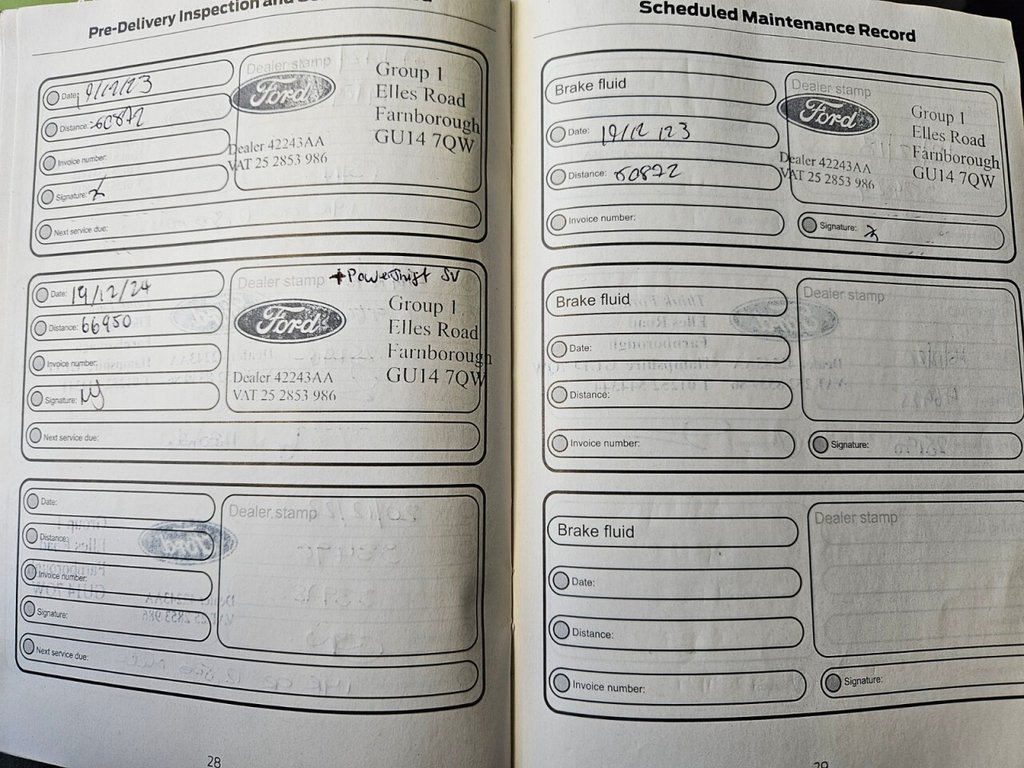 Pre-Delivery Inspection and
Date: 19/12/23
Distance: 60872
Invoice number:
Signature:
Next service due:
Dealer stamp
Ford
Group 1
Elles Road
Farnborough
GU14 7QW
Dealer 42243AA
VAT 25 2853 986
Date: 19/12/24
Distance: 66950
Invoice number:
Signature:
Next service due:
Dealer stamp +Powershift SV
Ford
Group 1
Elles Road
Farnborough
GU14 7QW
Dealer 42243AA
VAT 25 2853 986
Date:
Distance:
Invoice number:
Signature:
Next service due:
Dealer stamp
28
Scheduled Maintenance Record
Brake fluid
Date: 19/12/23
Distance: 60872
Invoice number:
Dealer stamp
Ford
Group 1
Elles Road
Farnborough
GU14 7QW
Dealer 42243AA
VAT 25 2853 986
Signature:
Brake fluid
Date:
Distance:
Invoice number:
Dealer stamp
Signature:
Brake fluid
Date:
Distance:
Invoice number:
Dealer stamp
Signature:
29